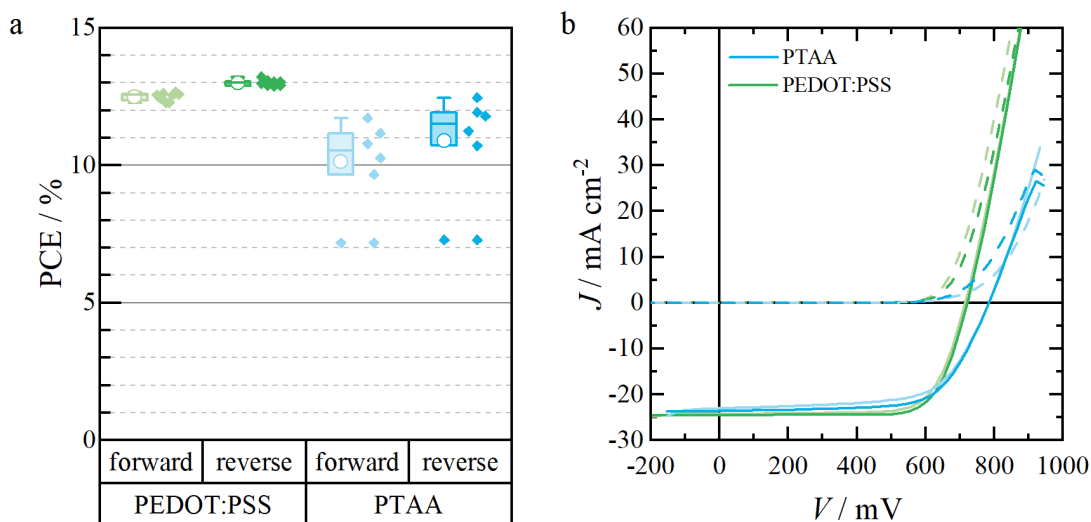 a
PCE / %
15
10
5
0
forward reverse forward reverse
PEDOT:PSS PTAA
b
J / mA cm⁻²
60
50
40
30
20
10
0
-10
-20
-30
PTAA
PEDOT:PSS
-200 0 200 400 600 800 1000
V / mV